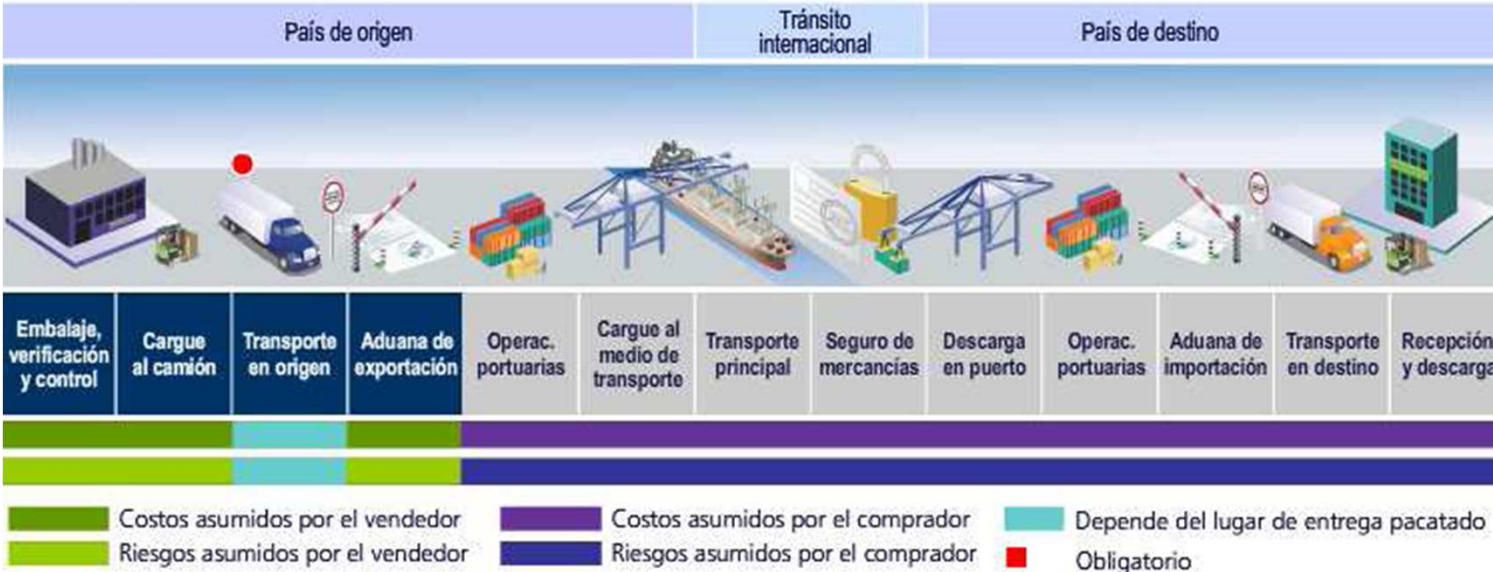 País de origen
Tránsito
internacional
País de destino
Embalaje,
verificación
y control
Cargue
al camión
Transporte
en origen
Aduana de
exportación
Operac.
portuarias
Cargue al
medio de
transporte
Transporte
principal
Seguro de
mercancías
Descarga
en puerto
Operac.
portuarias
Aduana de
importación
Transporte
en destino
Recepción
y descarga
Costos asumidos por el vendedor
Costos asumidos por el comprador
Depende del lugar de entrega pacatado
Riesgos asumidos por el vendedor
Riesgos asumidos por el comprador
Obligatorio